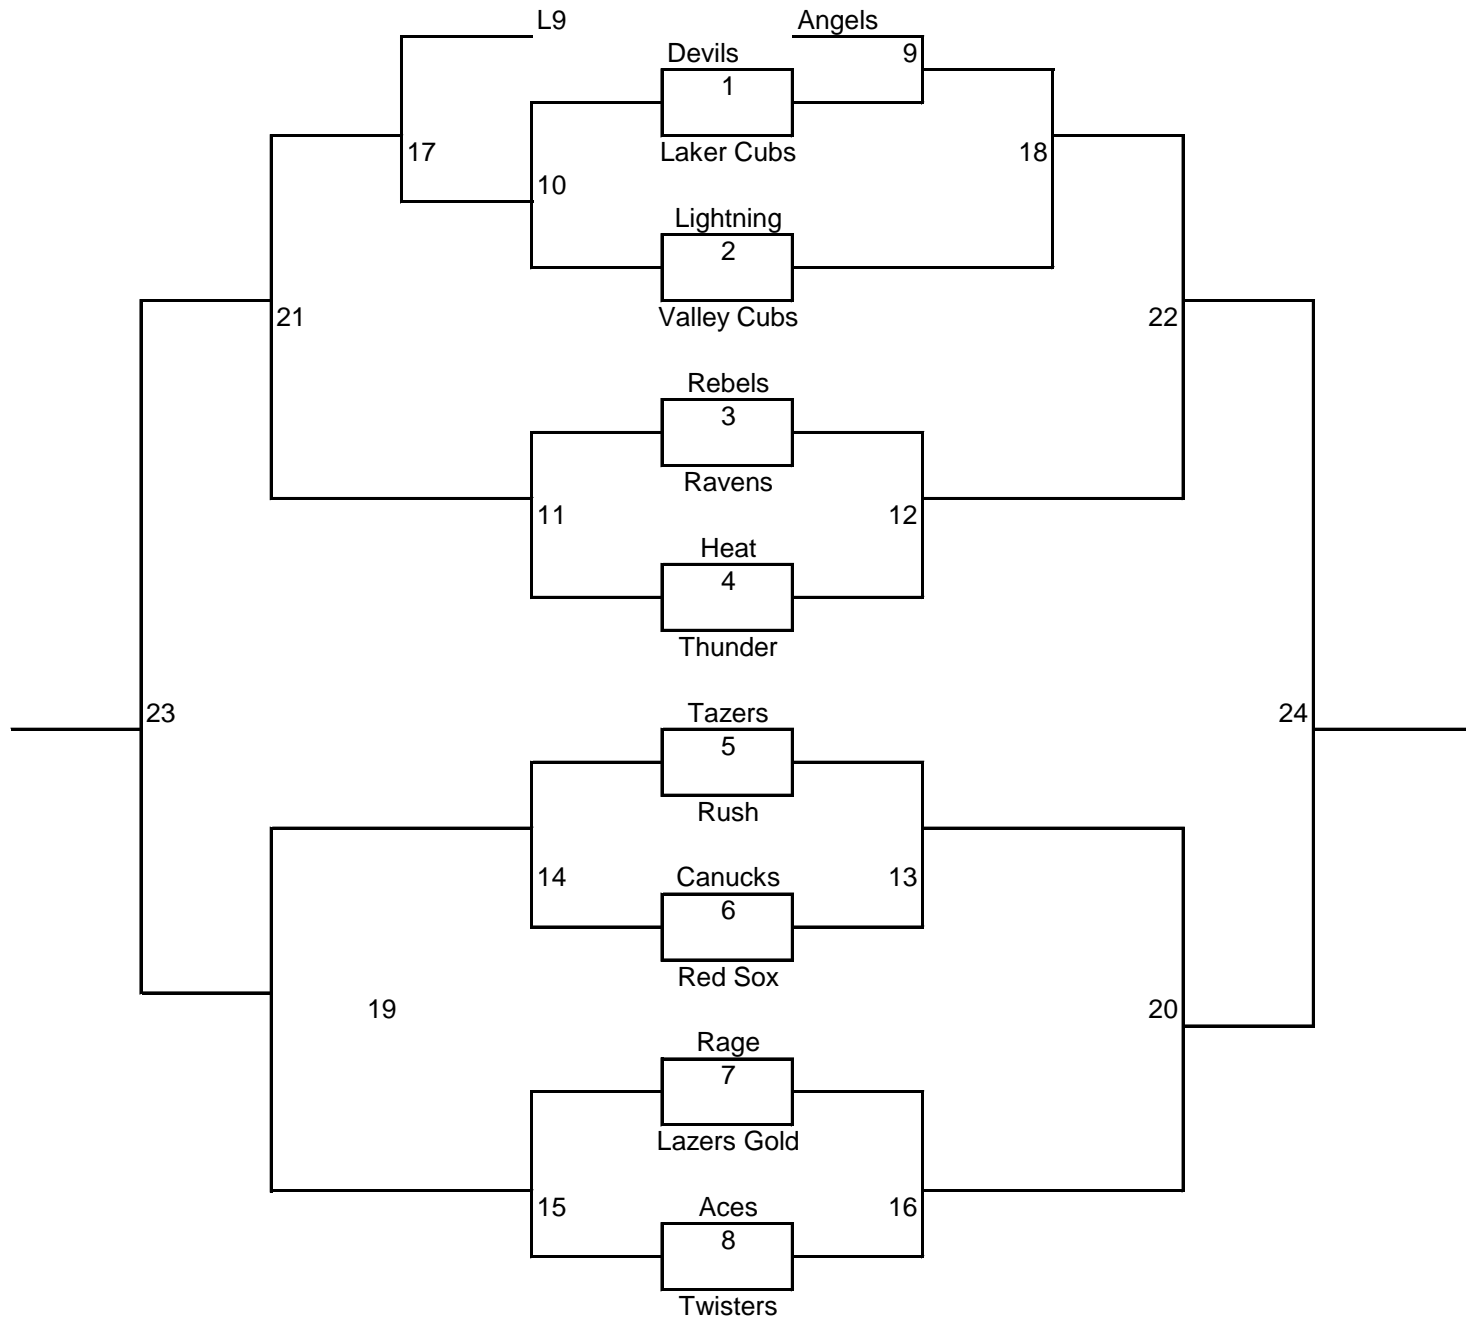 L9
Angels
Devils
9
1
Laker Cubs
17
18
10
Lightning
2
Valley Cubs
21
22
Rebels
3
Ravens
11
12
Heat
4
Thunder
23
Tazers
24
5
Rush
14
Canucks
13
6
Red Sox
19
20
Rage
7
Lazers Gold
15
Aces
16
8
Twisters